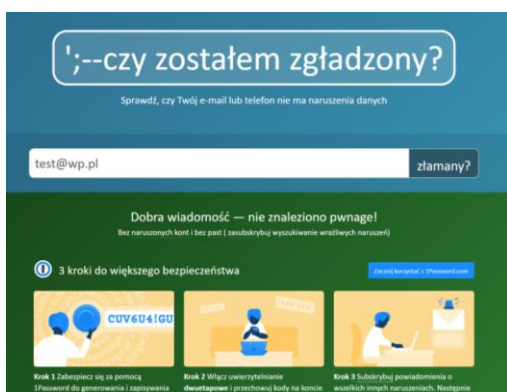 ';--czy zostałem zgładzony?
Sprawdź, czy Twój e-mail lub telefon nie ma naruszenia danych
test@wp.pl
złamany?
Dobra wiadomość — nie znaleziono pwnage!
Bez naruszonych kont i bez past ( zasubskrybuj wyszukiwanie wrażliwych naruszeń)
3 kroki do większego bezpieczeństwa
Zacznij korzystać z 1Password.com
CUV6U4!GU
Krok 1 Zabezpiecz się za pomocą
1Password do generowania i zapisywania
Krok 2 Włącz uwierzytelnianie
dwuetapowe i przechowuj kody na koncie
Krok 3 Subskrybuj powiadomienia o
wszelkich innych naruszeniach. Następnie